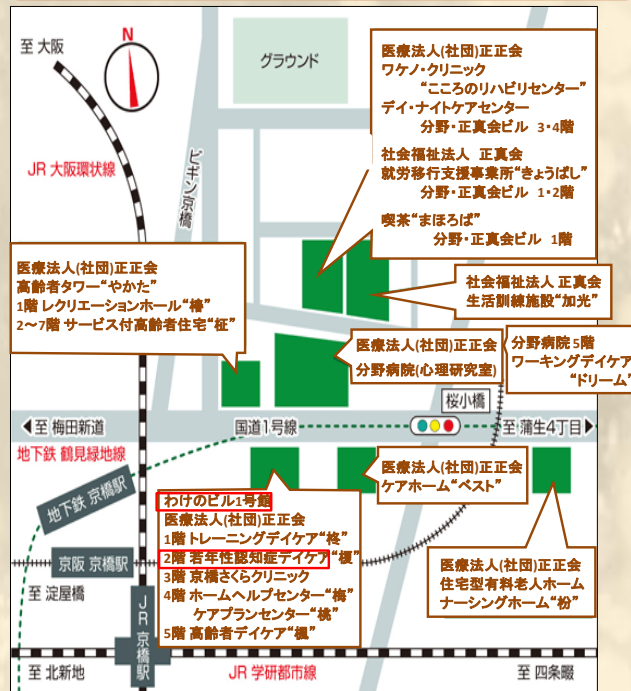 至 大阪
N
グラウンド
JR 大阪環状線
ビギン京橋
医療法人(社団)正正会
ワケノ・クリニック
“こころのリハビリセンター”
デイ・ナイトケアセンター
分野・正真会ビル 3・4階
社会福祉法人 正真会
就労移行支援事業所“きょうばし”
分野・正真会ビル 1・2階
喫茶“まほろば”
分野・正真会ビル 1階
医療法人(社団)正正会
高齢者タワー“やかた”
1階 レクリエーションホール“橹”
2～7階 サービス付高齢者住宅“柾”
社会福祉法人 正真会
生活訓練施設“加光”
医療法人(社団)正正会
分野病院(心理研究室)
分野病院 5階
ワーキングデイケア
“ドリーム”
桜小橋
至 梅田新道
国道1号線
至 蒲生4丁目
地下鉄 鶴見緑地線
地下鉄 京橋駅
医療法人(社団)正正会
ケアホーム“ベスト”
わけのビル1号館
医療法人(社団)正正会
1階 トレーニングデイケア“柊”
2階 若年性認知症デイケア“榎”
3階 京橋さくらクリニック
4階 ホームヘルプセンター“梅”
ケアプランセンター“桃”
5階 高齢者デイケア“楓”
医療法人(社団)正正会
住宅型有料老人ホーム
ナーシングホーム“枌”
京阪 京橋駅
至 淀屋橋
JR 京橋駅
至 北新地
JR 学研都市線
至 四条畷